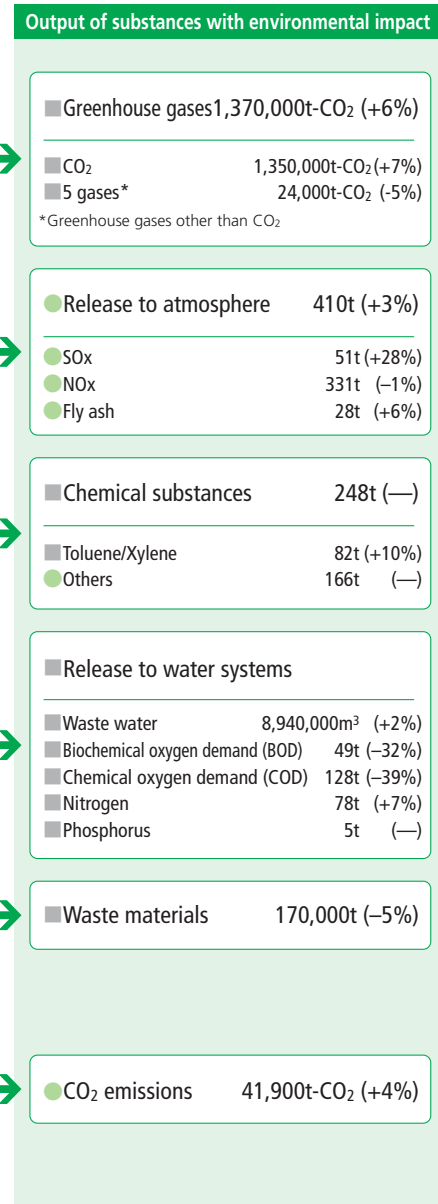 Output of substances with environmental impact
Greenhouse gases1,370,000t-CO₂ (+6%)
CO₂ 1,350,000t-CO₂(+7%)
5 gases* 24,000t-CO₂ (-5%)
*Greenhouse gases other than CO₂
Release to atmosphere 410t (+3%)
SOx 51t (+28%)
NOx 331t (–1%)
Fly ash 28t (+6%)
Chemical substances 248t (—)
Toluene/Xylene 82t (+10%)
Others 166t (—)
Release to water systems
Waste water 8,940,000m³ (+2%)
Biochemical oxygen demand (BOD) 49t (–32%)
Chemical oxygen demand (COD) 128t (–39%)
Nitrogen 78t (+7%)
Phosphorus 5t (—)
Waste materials 170,000t (–5%)
CO₂ emissions 41,900t-CO₂ (+4%)